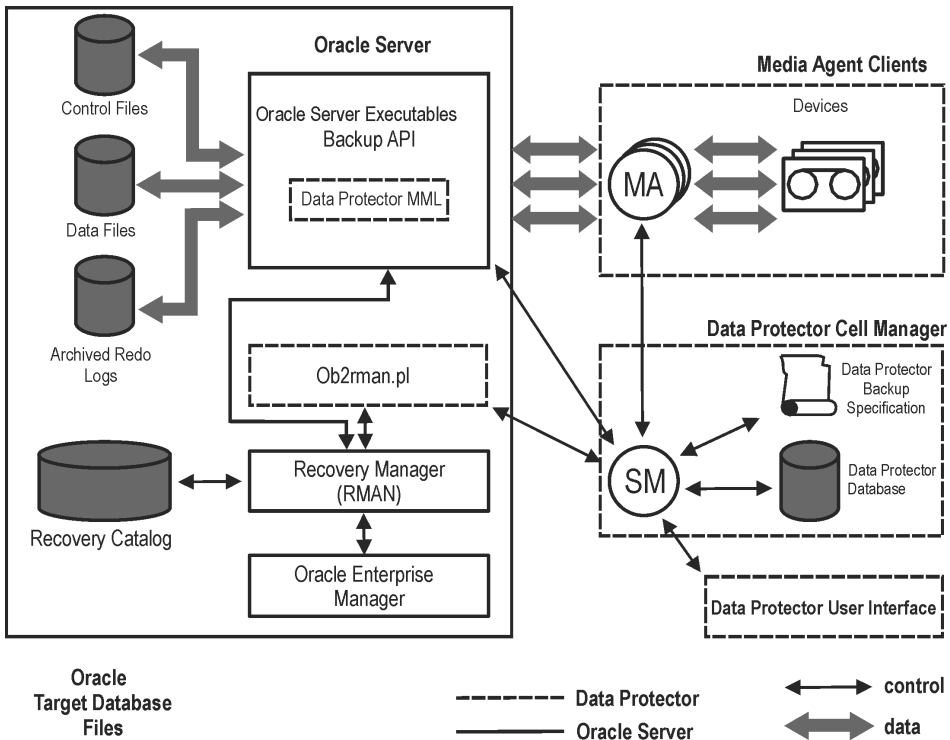 Oracle Server
Control Files
Oracle Server Executables
Backup API
Data Protector MML
Data Files
Archived Redo
Logs
Ob2rman.pl
Recovery Manager
(RMAN)
Recovery Catalog
Oracle Enterprise
Manager
Media Agent Clients
Devices
MA
Data Protector Cell Manager
Data Protector
Backup
Specification
SM
Data Protector
Database
Data Protector User Interface
Oracle
Target Database
Files
Data Protector
Oracle Server
control
data